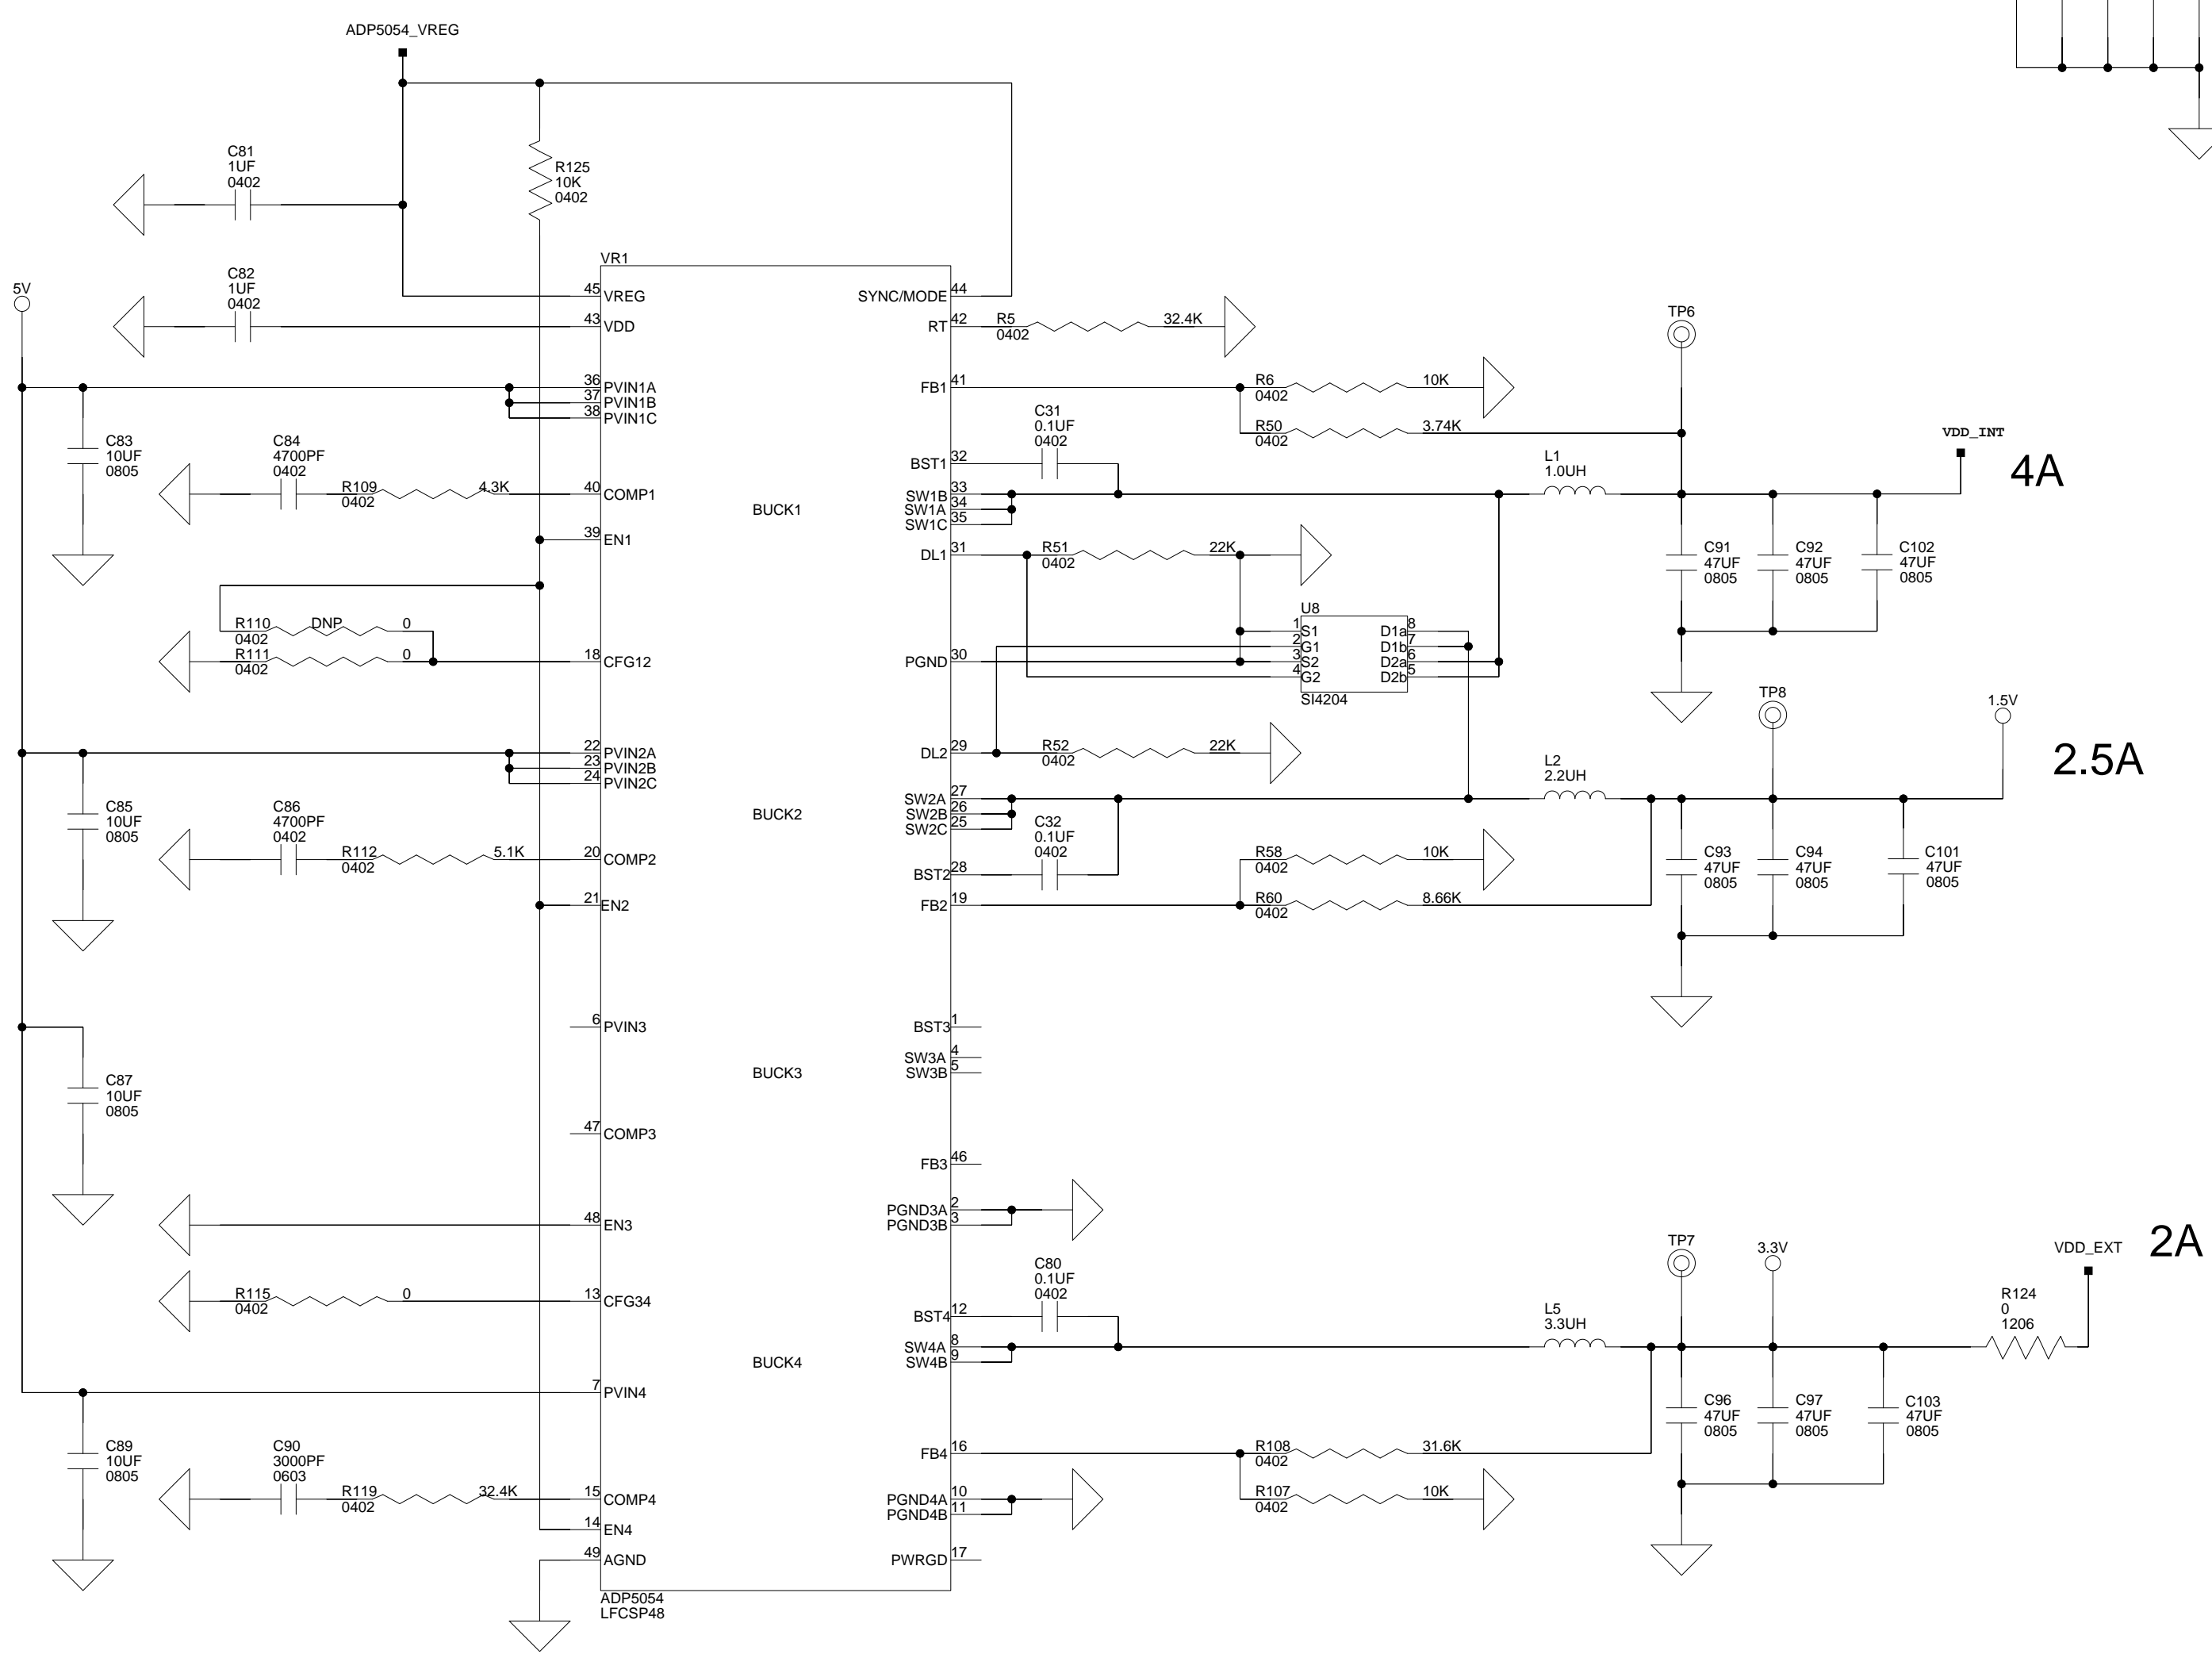 ADP5054_VREG
C81
1UF
0402
R125
10K
0402
C82
1UF
0402
5V
VR1
45 VREG
43 VDD
36 PVIN1A
37 PVIN1B
38 PVIN1C
C83
10UF
0805
C84
4700PF
0402
R109
0402
4.3K
40 COMP1
39 EN1
R110
0402
DNP
0
R111
0402
0
18 CFG12
22 PVIN2A
23 PVIN2B
24 PVIN2C
C85
10UF
0805
C86
4700PF
0402
R112
0402
5.1K
20 COMP2
21 EN2
6 PVIN3
C87
10UF
0805
47 COMP3
48 EN3
R115
0402
0
13 CFG34
7 PVIN4
C89
10UF
0805
C90
3000PF
0603
R119
0402
32.4K
15 COMP4
14 EN4
49 AGND
ADP5054
LFCSP48
BUCK1
BUCK2
BUCK3
BUCK4
SYNC/MODE 44
RT 42
R5
0402
32.4K
FB1 41
R6
0402
10K
R50
0402
3.74K
C31
0.1UF
0402
BST1 32
SW1B 33
SW1A 34
SW1C 35
DL1 31
R51
0402
22K
U8
1 S1
2 G1
3 S2
4 G2
D1a 8
D1b 7
D2a 6
D2b 5
SI4204
PGND 30
DL2 29
R52
0402
22K
SW2A 27
SW2B 26
SW2C 25
C32
0.1UF
0402
BST2 28
FB2 19
R58
0402
10K
R60
0402
8.66K
BST3 1
SW3A 4
SW3B 5
FB3 46
PGND3A 2
PGND3B 3
C80
0.1UF
0402
BST4 12
SW4A 8
SW4B 9
FB4 16
R108
0402
31.6K
PGND4A 10
PGND4B 11
R107
0402
10K
PWRGD 17
TP6
L1
1.0UH
VDD_INT
4A
C91
47UF
0805
C92
47UF
0805
C102
47UF
0805
TP8
1.5V
L2
2.2UH
2.5A
C93
47UF
0805
C94
47UF
0805
C101
47UF
0805
TP7
3.3V
VDD_EXT
2A
L5
3.3UH
R124
0
1206
C96
47UF
0805
C97
47UF
0805
C103
47UF
0805